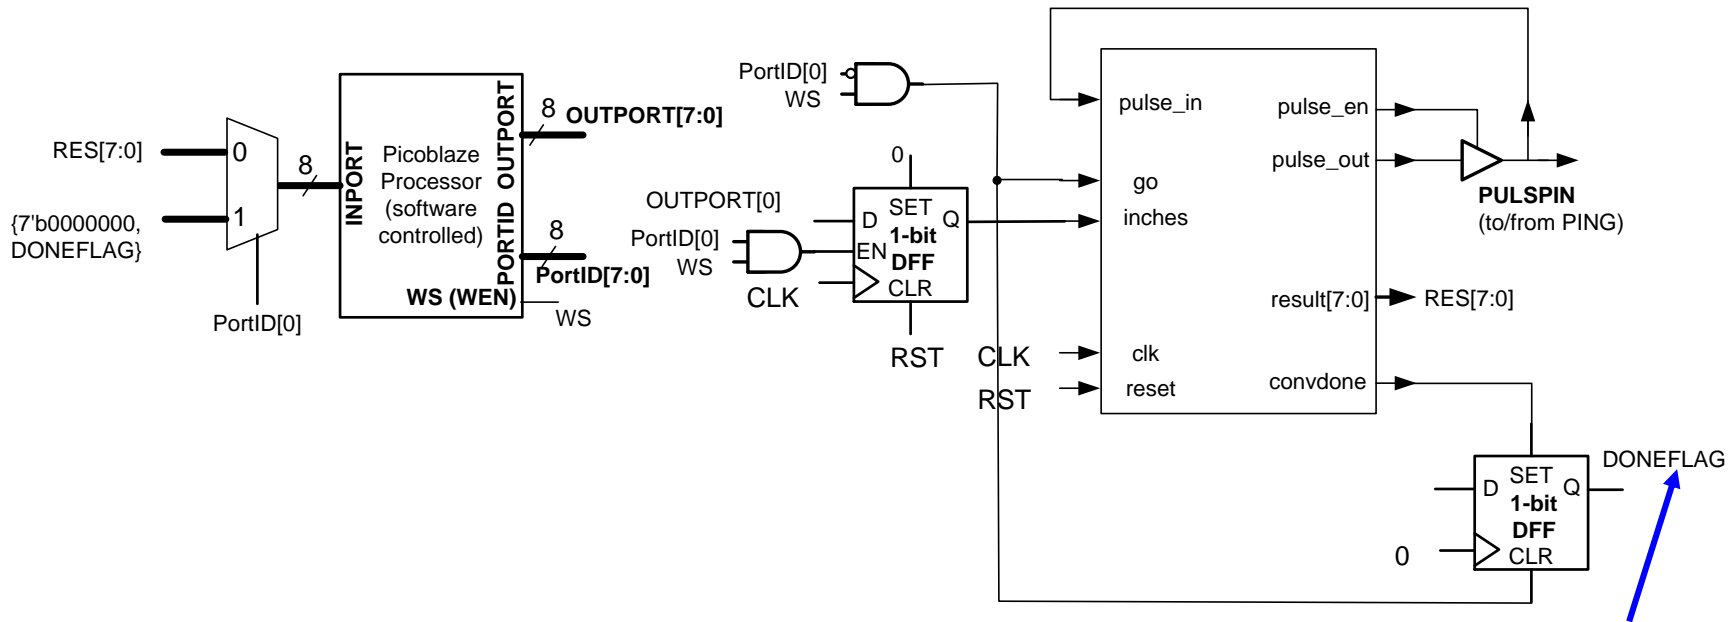 RES[7:0]
0
{7'b0000000,
DONEFLAG}
1
PortID[0]
8
INPORT
Picoblaze
Processor
(software
controlled)
OUTPORT
PORTID
WS (WEN)
8
OUTPORT[7:0]
8
PortID[7:0]
WS
PortID[0]
WS
0
OUTPORT[0]
PortID[0]
WS
CLK
D
SET
Q
1-bit
EN
DFF
CLR
RST
CLK
RST
pulse_in
go
inches
clk
reset
pulse_en
pulse_out
result[7:0]
convdone
PULSPIN
(to/from PING)
RES[7:0]
D
SET
Q
1-bit
DFF
CLR
0
DONEFLAG